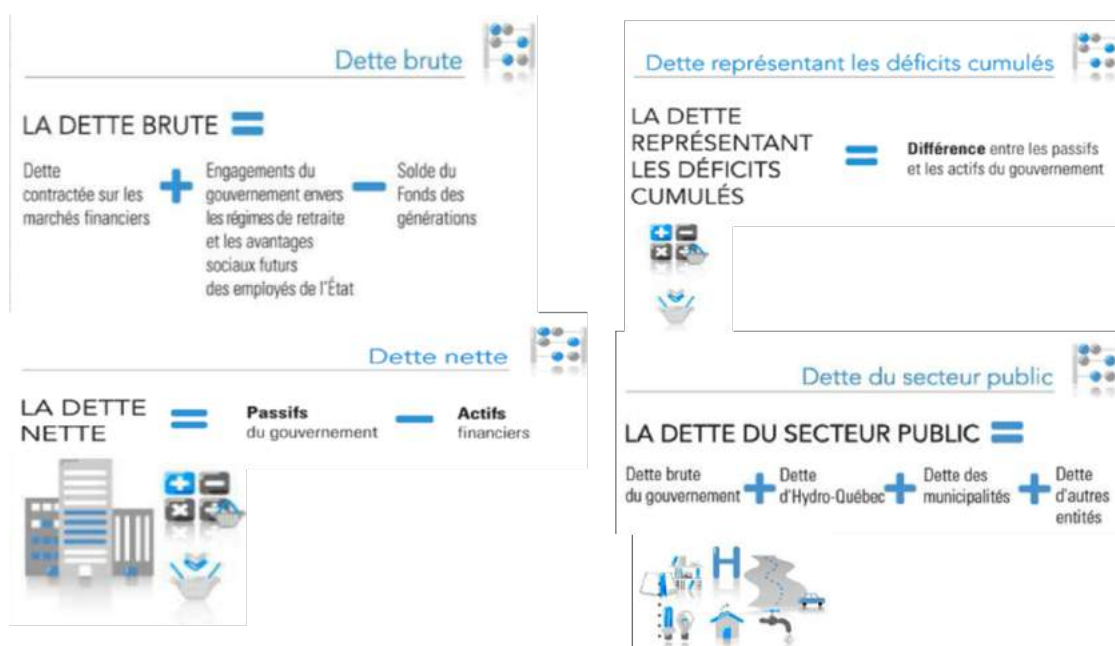 Dette brute
LA DETTE BRUTE =
Dette
contractée sur les
marchés financiers
+
Engagements du
gouvernement envers
les régimes de retraite
et les avantages
sociaux futurs
des employés de l'État
−
Solde du
Fonds des
générations
Dette représentant les déficits cumulés
LA DETTE
REPRÉSENTANT
LES DÉFICITS
CUMULÉS
=
Différence entre les passifs
et les actifs du gouvernement
Dette nette
LA DETTE
NETTE
=
Passifs
du gouvernement
−
Actifs
financiers
Dette du secteur public
LA DETTE DU SECTEUR PUBLIC =
Dette brute
du gouvernement
+
Dette
d'Hydro-Québec
+
Dette des
municipalités
+
Dette
d'autres
entités
H